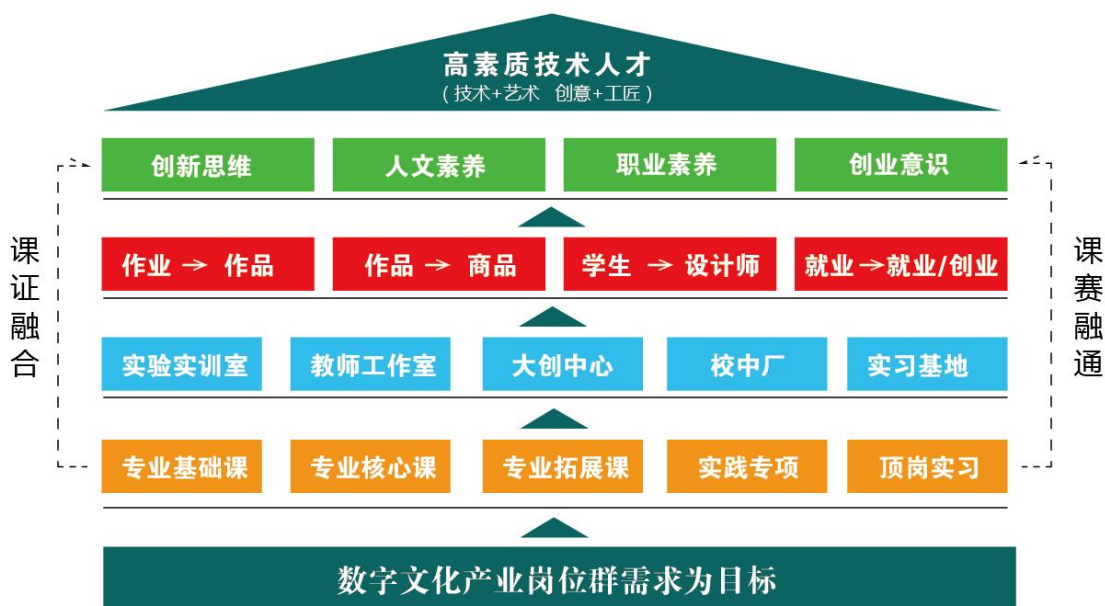 高素质技术人才
(技术+艺术 创意+工匠)
创新思维 人文素养 职业素养 创业意识
作业 → 作品 作品 → 商品 学生 → 设计师 就业→就业/创业
实验实训室 教师工作室 大创中心 校中厂 实习基地
专业基础课 专业核心课 专业拓展课 实践专项 顶岗实习
数字文化产业岗位群需求为目标
课证融合
课赛融通